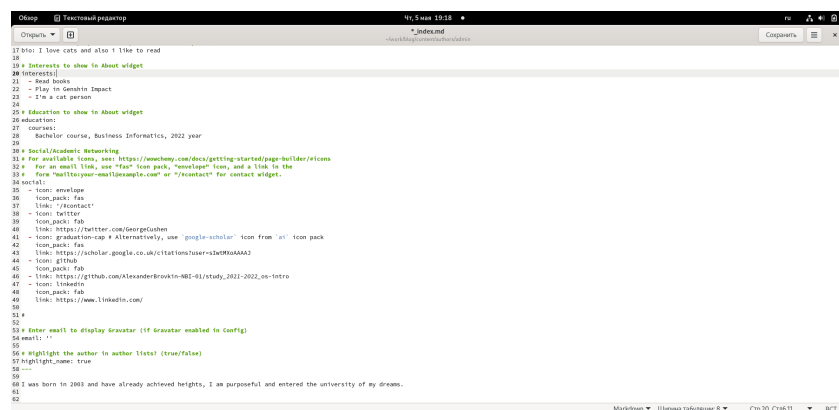 Обзор Текстовый редактор Чт, 5 мая 19:18 ru
Открыть *_index.md Сохранить
~/work/blog/content/authors/admin
17 bio: I love cats and also i like to read
18
19 # Interests to show in About widget
20 interests:
21 - Read books
22 - Play in Genshin Impact
23 - I'm a cat person
24
25 # Education to show in About widget
26 education:
27 courses:
28 Bachelor course, Business Informatics, 2022 year
29
30 # Social/Academic Networking
31 # For available icons, see: https://wowchemy.com/docs/getting-started/page-builder/#icons
32 # For an email link, use "fas" icon pack, "envelope" icon, and a link in the
33 # form "mailto:your-email@example.com" or "/#contact" for contact widget.
34 social:
35 - icon: envelope
36 icon_pack: fas
37 link: '/#contact'
38 - icon: twitter
39 icon_pack: fab
40 link: https://twitter.com/GeorgeCushen
41 - icon: graduation-cap # Alternatively, use `google-scholar` icon from `ai` icon pack
42 icon_pack: fas
43 link: https://scholar.google.co.uk/citations?user=sIwtMXoAAAAJ
44 - icon: github
45 icon_pack: fab
46 - link: https://github.com/AlexanderBrovkin-NBI-01/study_2021-2022_os-intro
47 - icon: linkedin
48 icon_pack: fab
49 link: https://www.linkedin.com/
50
51 #
52
53 # Enter email to display Gravatar (if Gravatar enabled in Config)
54 email: ''
55
56 # Highlight the author in author lists? (true/false)
57 highlight_name: true
58 ---
59
60 I was born in 2003 and have already achieved heights, I am purposeful and entered the university of my dreams.
61
62
Markdown Ширина табуляции: 8 Стр 20, Стлб 11 ВСТ